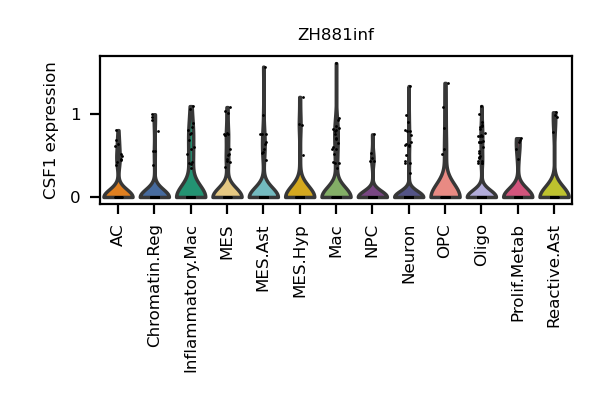 ZH881inf
CSF1 expression
1
0
AC
Chromatin.Reg
Inflammatory.Mac
MES
MES.Ast
MES.Hyp
Mac
NPC
Neuron
OPC
Oligo
Prolif.Metab
Reactive.Ast